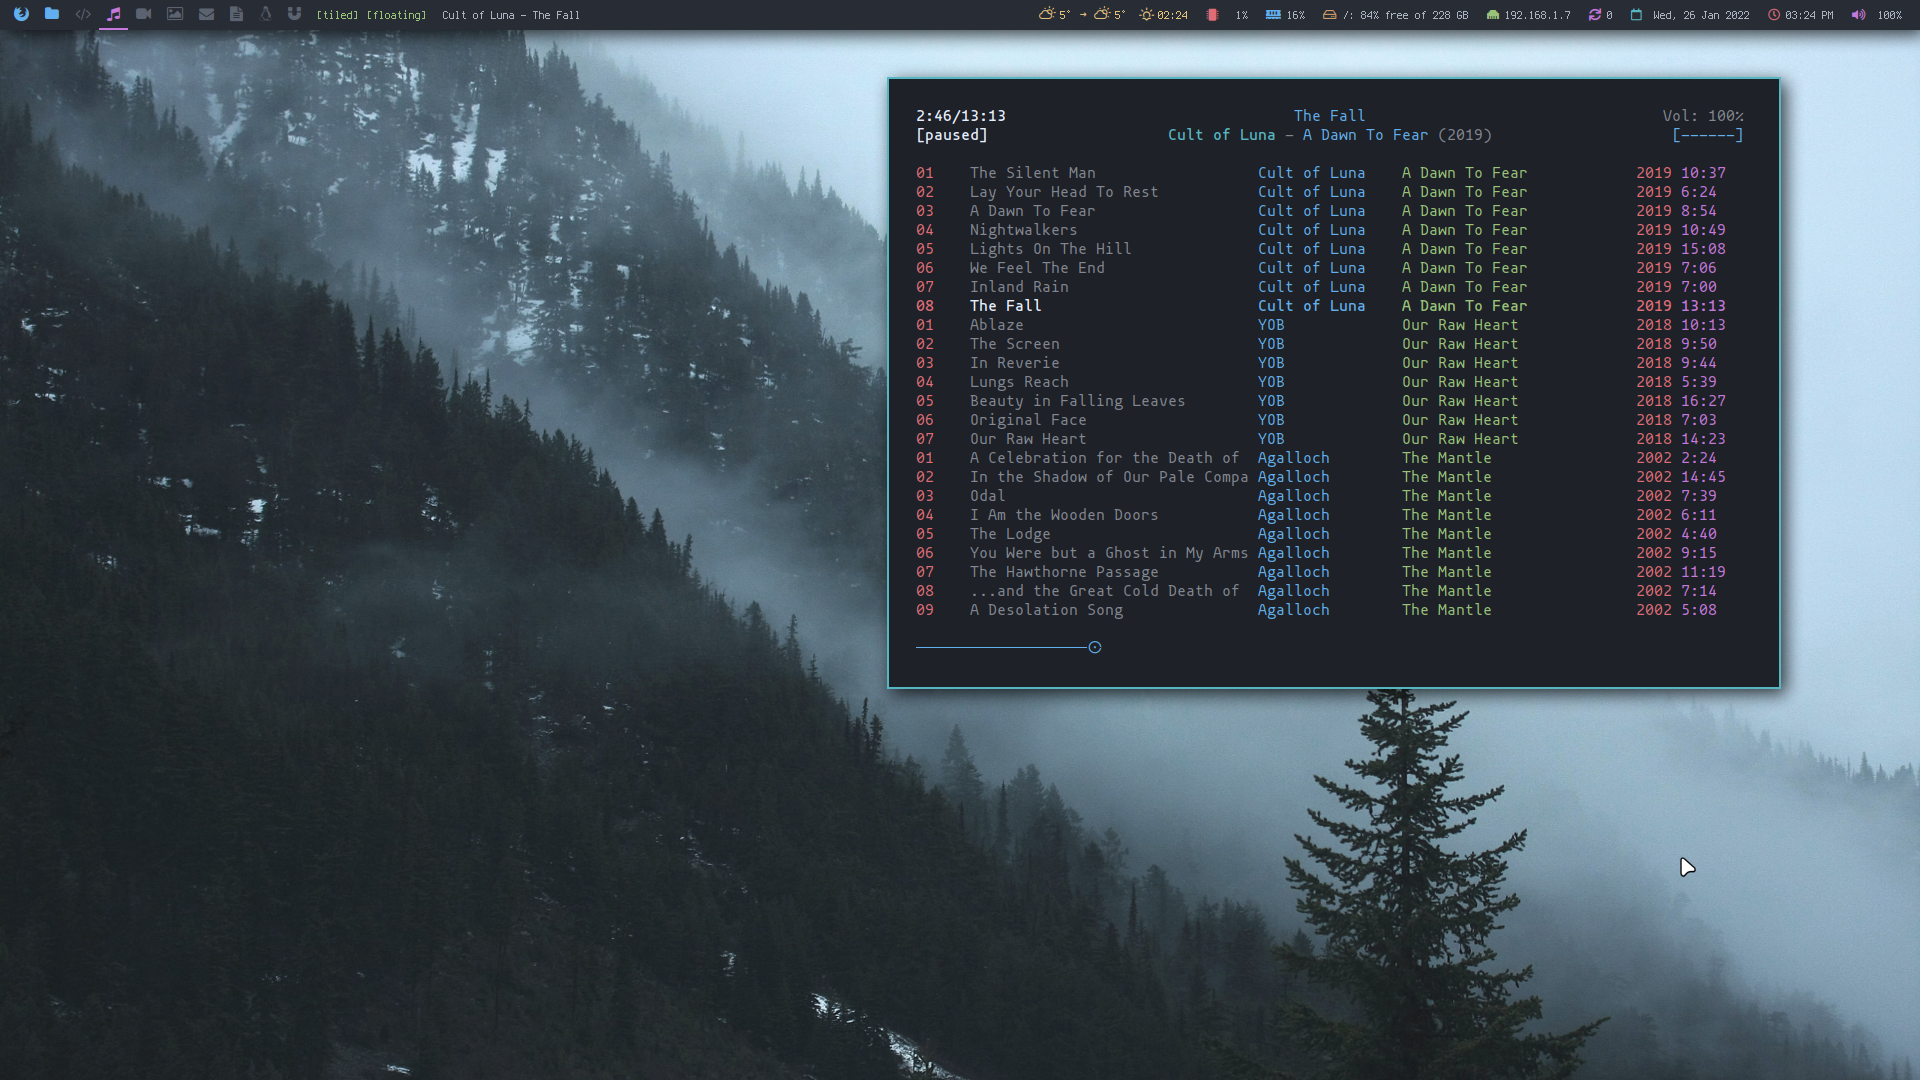 [tiled] [floating] Cult of Luna - The Fall 5° → 5° 02:24 1% 16% /: 84% free of 228 GB 192.168.1.7 0 Wed, 26 Jan 2022 03:24 PM 100%
2:46/13:13 The Fall Vol: 100%
[paused] Cult of Luna - A Dawn To Fear (2019) [------]
01 The Silent Man Cult of Luna A Dawn To Fear 2019 10:37
02 Lay Your Head To Rest Cult of Luna A Dawn To Fear 2019 6:24
03 A Dawn To Fear Cult of Luna A Dawn To Fear 2019 8:54
04 Nightwalkers Cult of Luna A Dawn To Fear 2019 10:49
05 Lights On The Hill Cult of Luna A Dawn To Fear 2019 15:08
06 We Feel The End Cult of Luna A Dawn To Fear 2019 7:06
07 Inland Rain Cult of Luna A Dawn To Fear 2019 7:00
08 The Fall Cult of Luna A Dawn To Fear 2019 13:13
01 Ablaze YOB Our Raw Heart 2018 10:13
02 The Screen YOB Our Raw Heart 2018 9:50
03 In Reverie YOB Our Raw Heart 2018 9:44
04 Lungs Reach YOB Our Raw Heart 2018 5:39
05 Beauty in Falling Leaves YOB Our Raw Heart 2018 16:27
06 Original Face YOB Our Raw Heart 2018 7:03
07 Our Raw Heart YOB Our Raw Heart 2018 14:23
01 A Celebration for the Death of Agalloch The Mantle 2002 2:24
02 In the Shadow of Our Pale Compa Agalloch The Mantle 2002 14:45
03 Odal Agalloch The Mantle 2002 7:39
04 I Am the Wooden Doors Agalloch The Mantle 2002 6:11
05 The Lodge Agalloch The Mantle 2002 4:40
06 You Were but a Ghost in My Arms Agalloch The Mantle 2002 9:15
07 The Hawthorne Passage Agalloch The Mantle 2002 11:19
08 ...and the Great Cold Death of Agalloch The Mantle 2002 7:14
09 A Desolation Song Agalloch The Mantle 2002 5:08